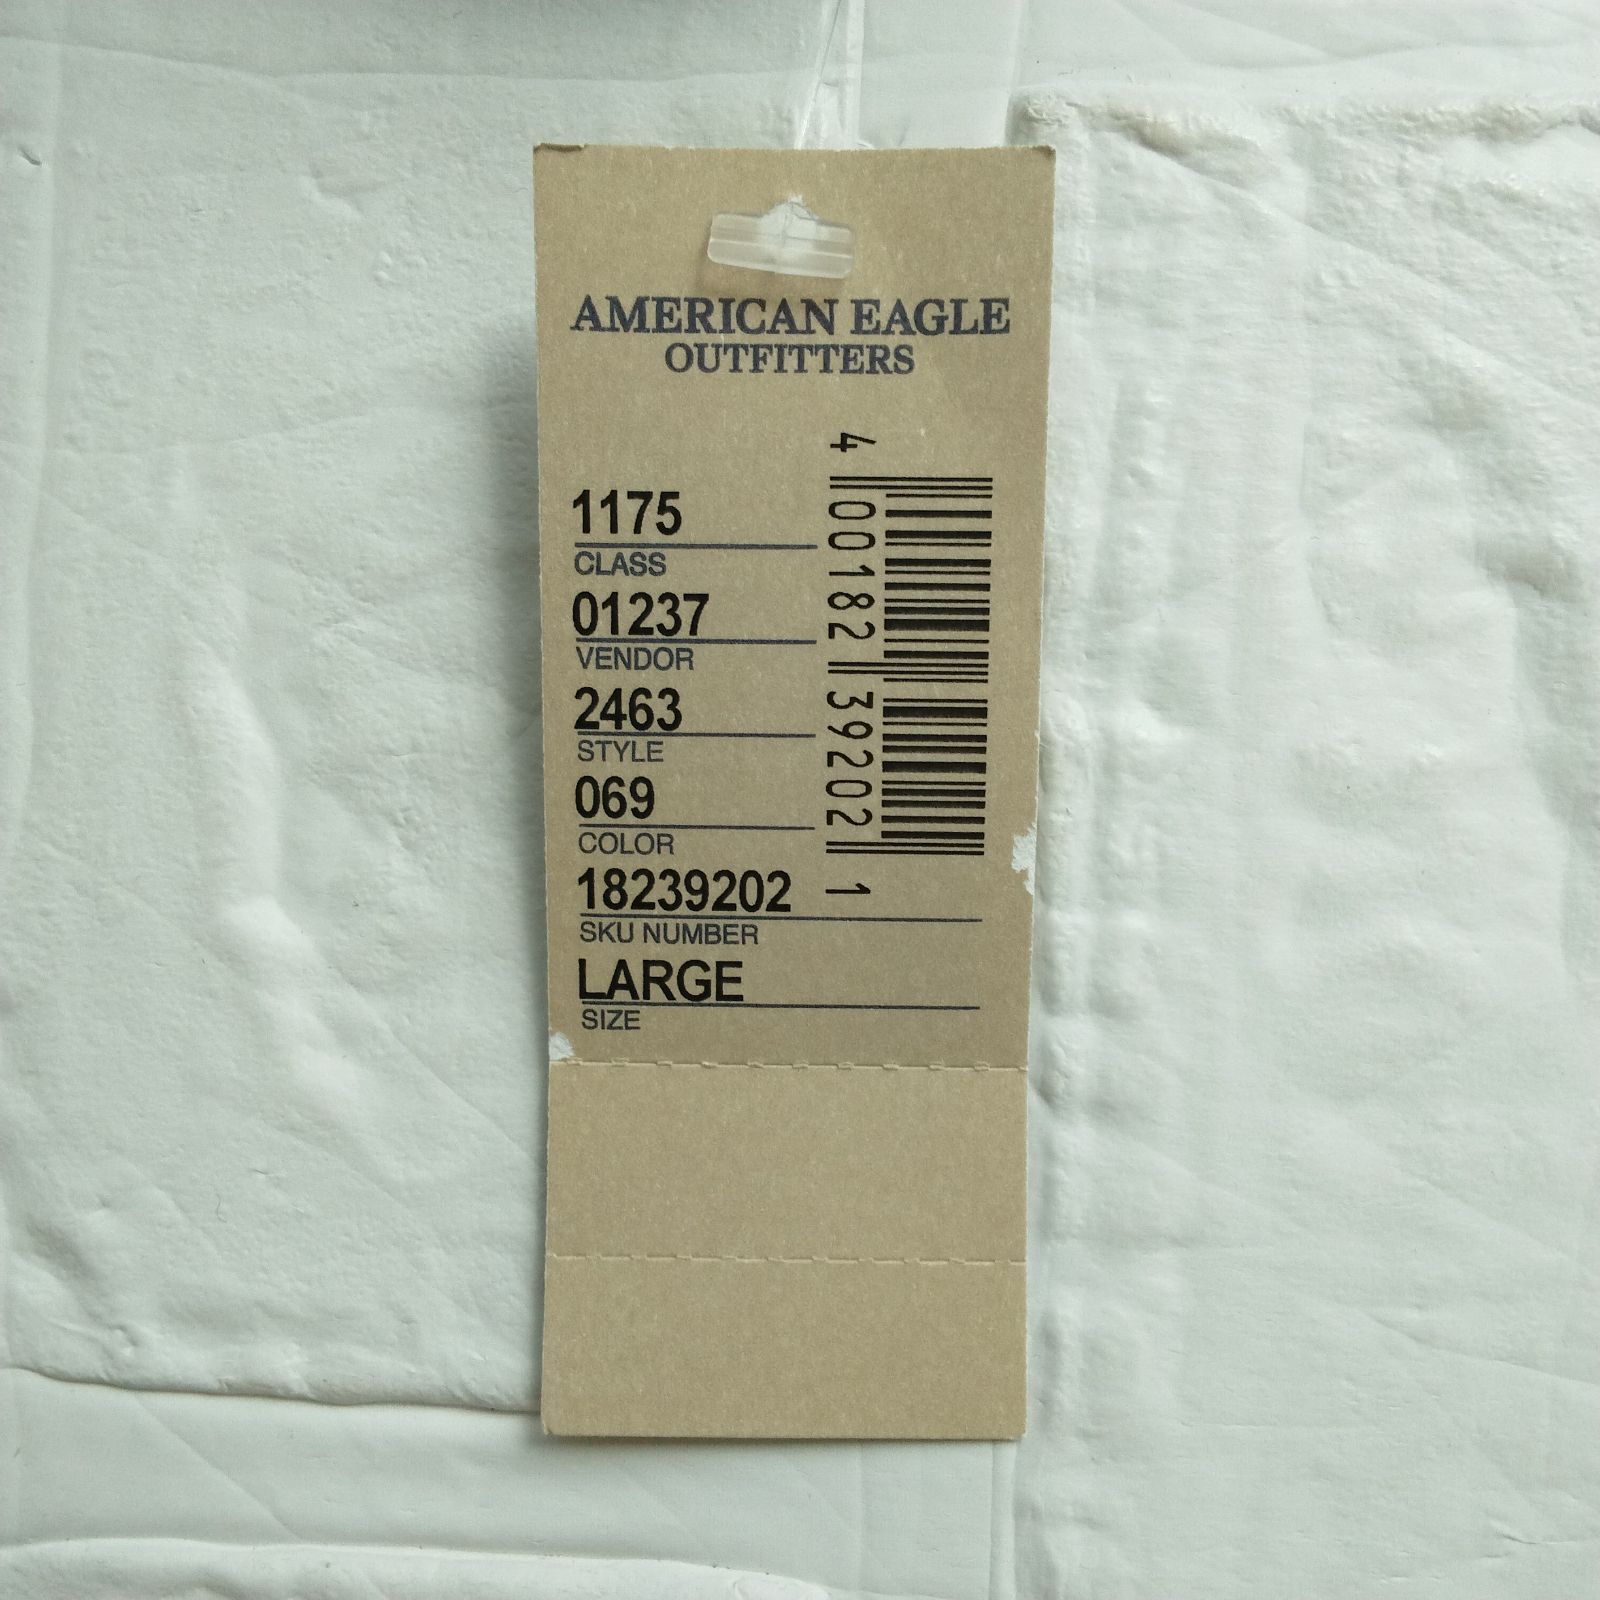 AMERICAN EAGLE
OUTFITTERS
1175
CLASS
01237
VENDOR
2463
STYLE
069
COLOR
18239202
SKU NUMBER
LARGE
SIZE
4 00182 39202 1